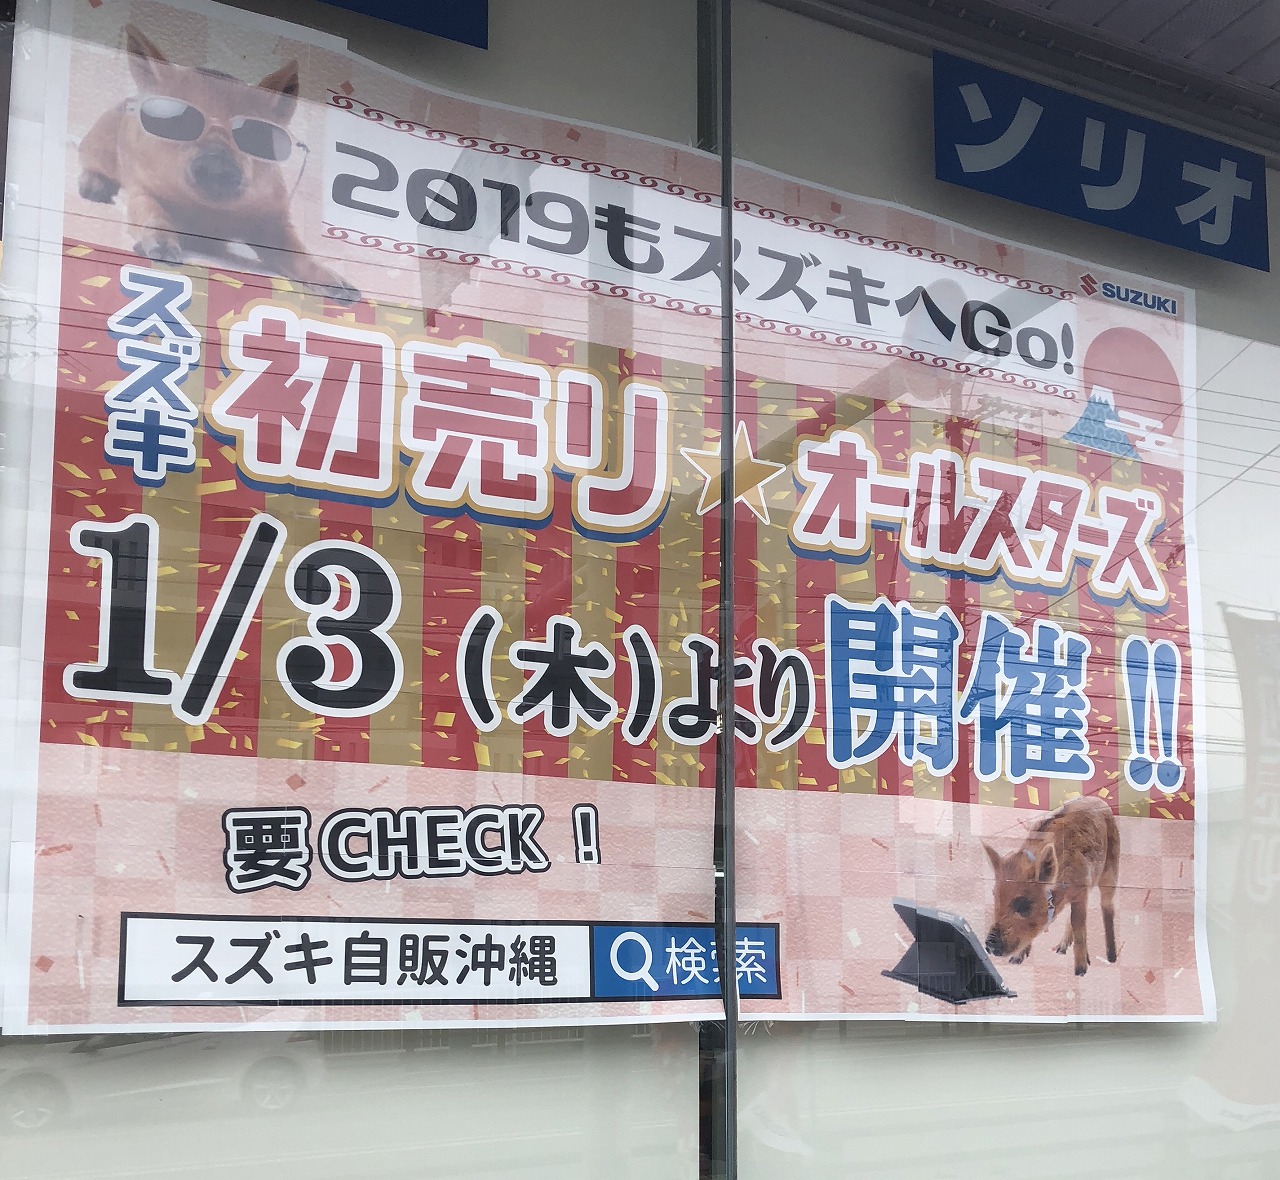 ソリオ
2019もスズキへGo!
SUZUKI
スズキ
初売り☆オールスターズ
1/3(木)より開催!!
要CHECK!
スズキ自販沖縄 検索